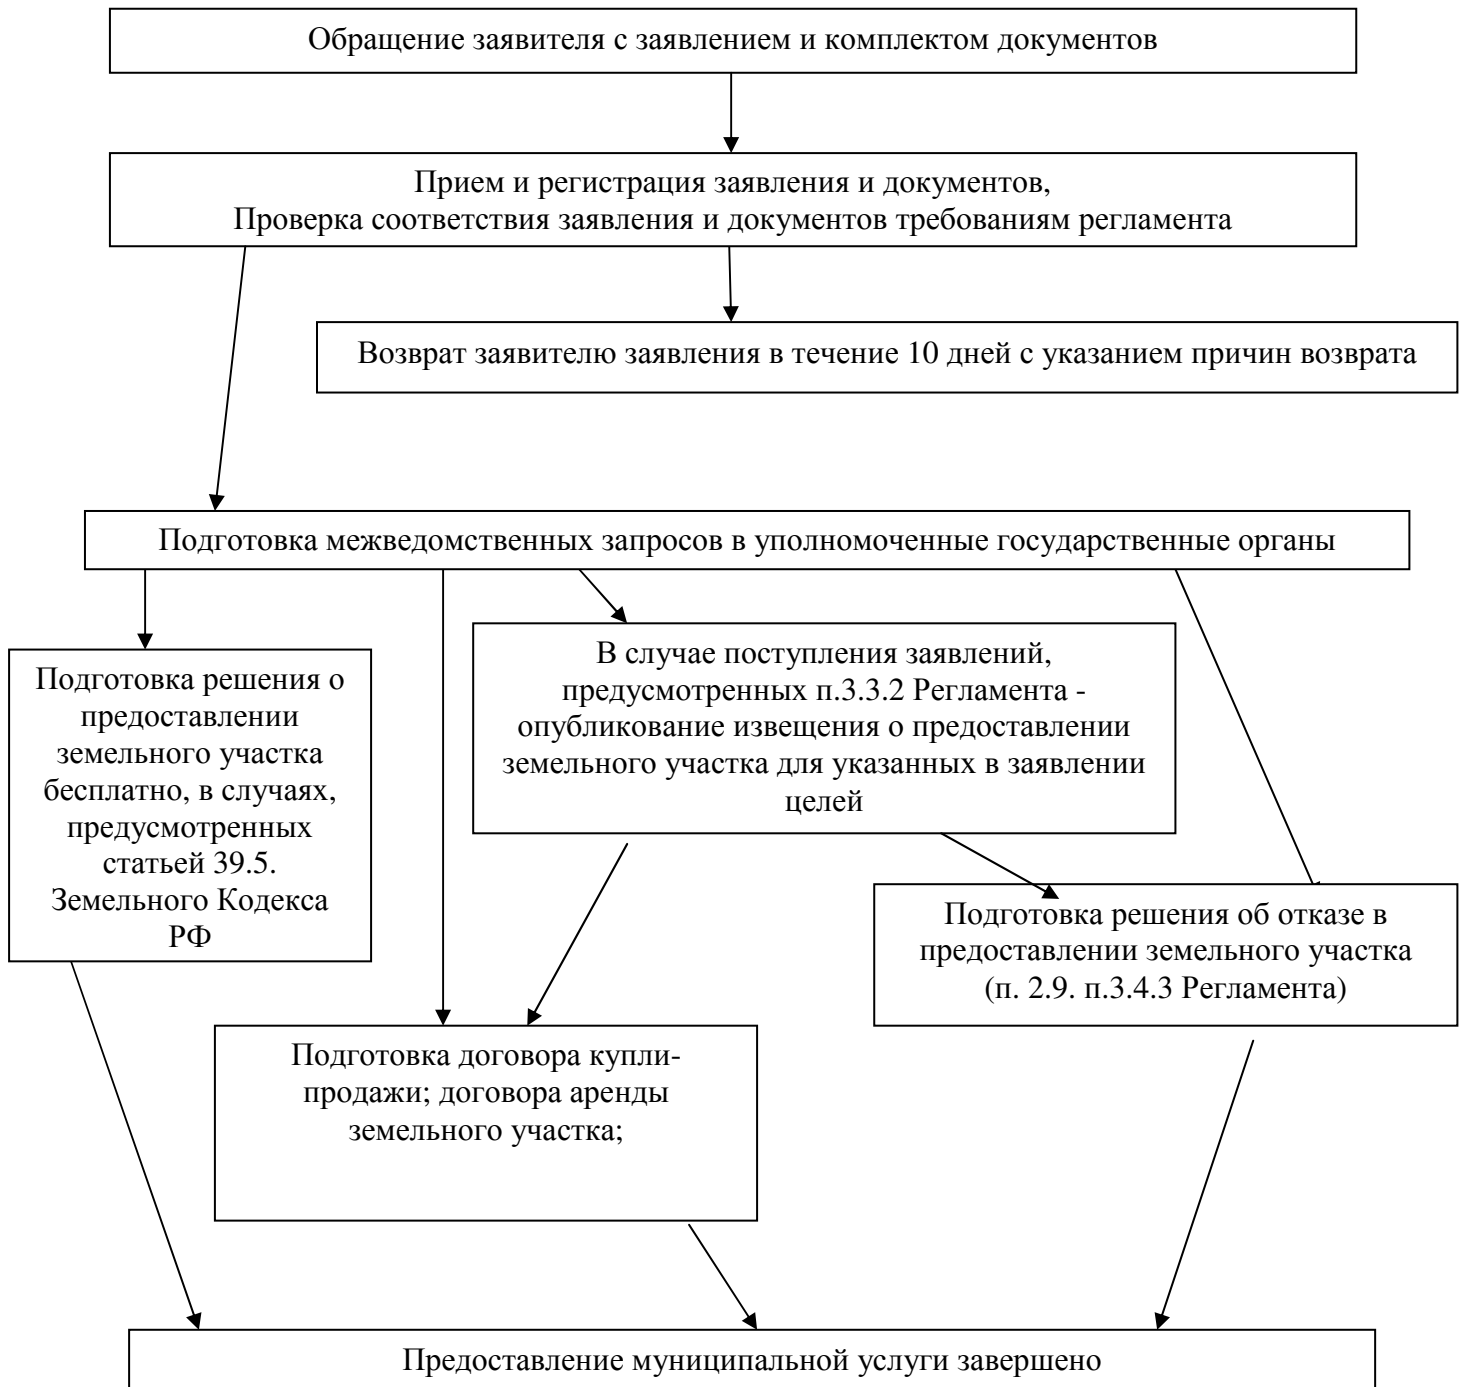 Обращение заявителя с заявлением и комплектом документов
Прием и регистрация заявления и документов,
Проверка соответствия заявления и документов требованиям регламента
Возврат заявителю заявления в течение 10 дней с указанием причин возврата
Подготовка межведомственных запросов в уполномоченные государственные органы
Подготовка решения о
предоставлении
земельного участка
бесплатно, в случаях,
предусмотренных
статьей 39.5.
Земельного Кодекса
РФ
В случае поступления заявлений,
предусмотренных п.3.3.2 Регламента -
опубликование извещения о предоставлении
земельного участка для указанных в заявлении
целей
Подготовка решения об отказе в
предоставлении земельного участка
(п. 2.9. п.3.4.3 Регламента)
Подготовка договора купли-
продажи; договора аренды
земельного участка;
Предоставление муниципальной услуги завершено